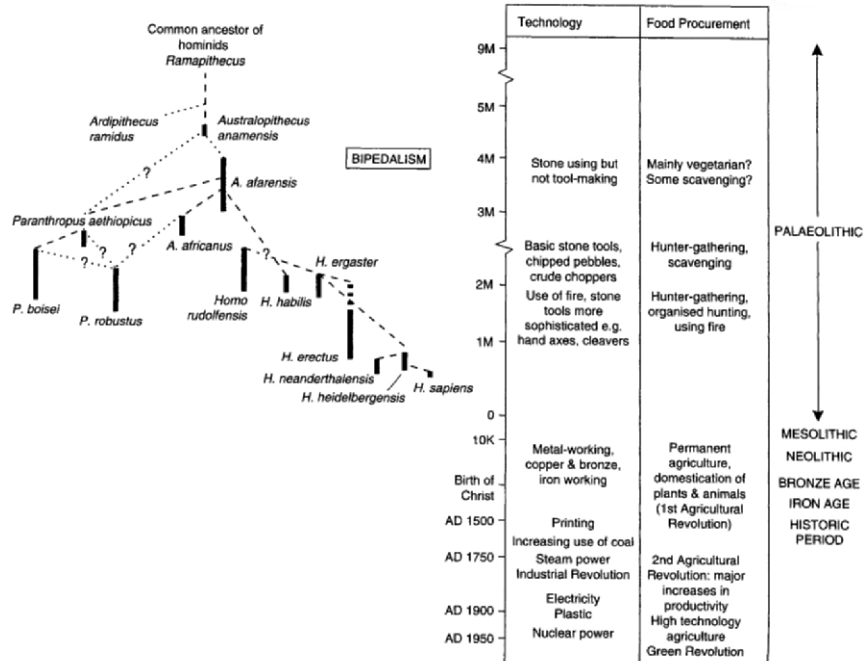 Common ancestor of
hominids
Ramapithecus
Ardipithecus
ramidus
Australopithecus
anamensis
?
BIPEDALISM
A. afarensis
Paranthropus aethiopicus
?
?
?
A. africanus
?
H. ergaster
P. boisei
P. robustus
Homo
rudolfensis
H. habilis
H. erectus
H. neanderthalensis
H. heidelbergensis
H. sapiens
Technology
Food Procurement
9M
5M
4M
Stone using but
not tool-making
Mainly vegetarian?
Some scavenging?
3M
Basic stone tools,
chipped pebbles,
crude choppers
Hunter-gathering,
scavenging
2M
Use of fire, stone
tools more
sophisticated e.g.
hand axes, cleavers
Hunter-gathering,
organised hunting,
using fire
1M
0
10K
Metal-working,
copper & bronze,
iron working
Permanent
agriculture,
domestication of
plants & animals
(1st Agricultural
Revolution)
Birth of
Christ
AD 1500
Printing
Increasing use of coal
AD 1750
Steam power
Industrial Revolution
2nd Agricultural
Revolution: major
increases in
productivity
Electricity
Plastic
AD 1900
High technology
agriculture
AD 1950
Nuclear power
Green Revolution
PALAEOLITHIC
MESOLITHIC
NEOLITHIC
BRONZE AGE
IRON AGE
HISTORIC
PERIOD